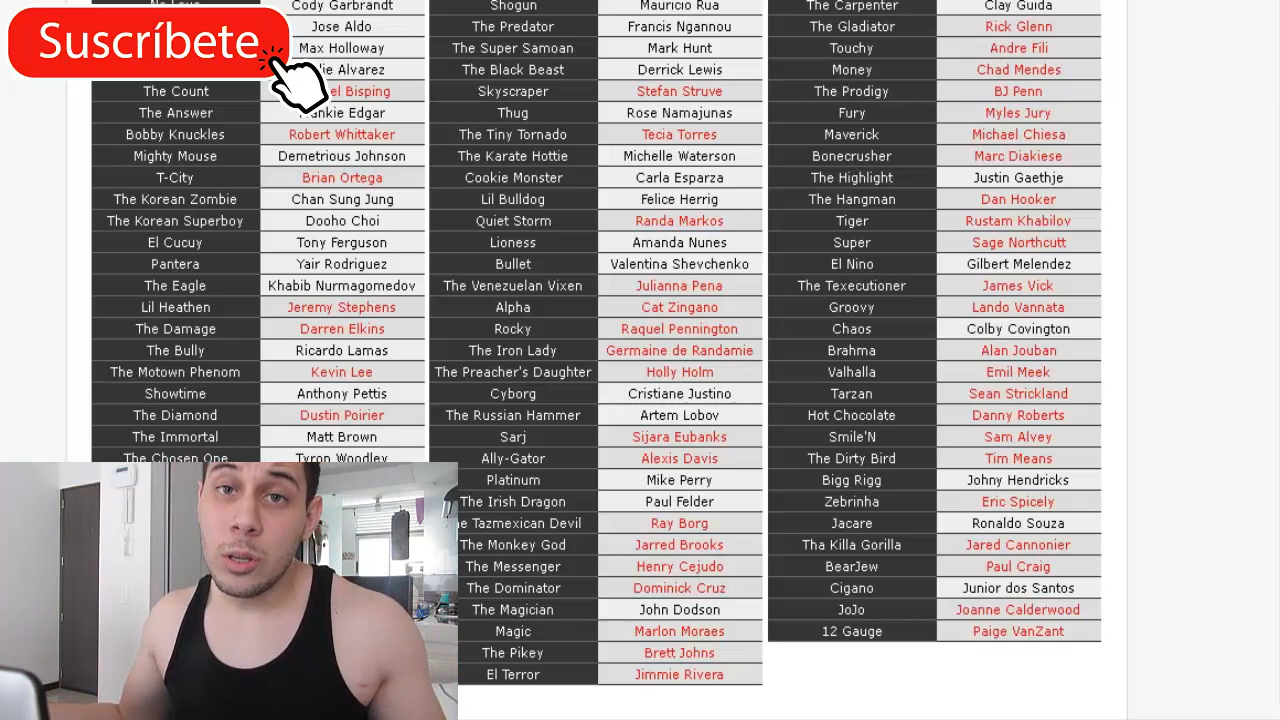 Suscríbete
Cody Garbrandt
Jose Aldo
Max Holloway
Alvarez
The Count Bisping
The Answer Edgar
Bobby Knuckles Robert Whittaker
Mighty Mouse Demetrious Johnson
T-City Brian Ortega
The Korean Zombie Chan Sung Jung
The Korean Superboy Dooho Choi
El Cucuy Tony Ferguson
Pantera Yair Rodriguez
The Eagle Khabib Nurmagomedov
Lil Heathen Jeremy Stephens
The Damage Darren Elkins
The Bully Ricardo Lamas
The Motown Phenom Kevin Lee
Showtime Anthony Pettis
The Diamond Dustin Poirier
The Immortal Matt Brown
The Chosen One Tyron Woodley
Shogun Mauricio Rua
The Predator Francis Ngannou
The Super Samoan Mark Hunt
The Black Beast Derrick Lewis
Skyscraper Stefan Struve
Thug Rose Namajunas
The Tiny Tornado Tecia Torres
The Karate Hottie Michelle Waterson
Cookie Monster Carla Esparza
Lil Bulldog Felice Herrig
Quiet Storm Randa Markos
Lioness Amanda Nunes
Bullet Valentina Shevchenko
The Venezuelan Vixen Julianna Pena
Alpha Cat Zingano
Rocky Raquel Pennington
The Iron Lady Germaine de Randamie
The Preacher's Daughter Holly Holm
Cyborg Cristiane Justino
The Russian Hammer Artem Lobov
Sarj Sijara Eubanks
Ally-Gator Alexis Davis
Platinum Mike Perry
The Irish Dragon Paul Felder
Tazmexican Devil Ray Borg
The Monkey God Jarred Brooks
The Messenger Henry Cejudo
The Dominator Dominick Cruz
The Magician John Dodson
Magic Marlon Moraes
The Pikey Brett Johns
El Terror Jimmie Rivera
The Carpenter Clay Guida
The Gladiator Rick Glenn
Touchy Andre Fili
Money Chad Mendes
The Prodigy BJ Penn
Fury Myles Jury
Maverick Michael Chiesa
Bonecrusher Marc Diakiese
The Highlight Justin Gaethje
The Hangman Dan Hooker
Tiger Rustam Khabilov
Super Sage Northcutt
El Nino Gilbert Melendez
The Texecutioner James Vick
Groovy Lando Vannata
Chaos Colby Covington
Brahma Alan Jouban
Valhalla Emil Meek
Tarzan Sean Strickland
Hot Chocolate Danny Roberts
Smile'N Sam Alvey
The Dirty Bird Tim Means
Bigg Rigg Johny Hendricks
Zebrinha Eric Spicely
Jacare Ronaldo Souza
Tha Killa Gorilla Jared Cannonier
BearJew Paul Craig
Cigano Junior dos Santos
JoJo Joanne Calderwood
12 Gauge Paige VanZant